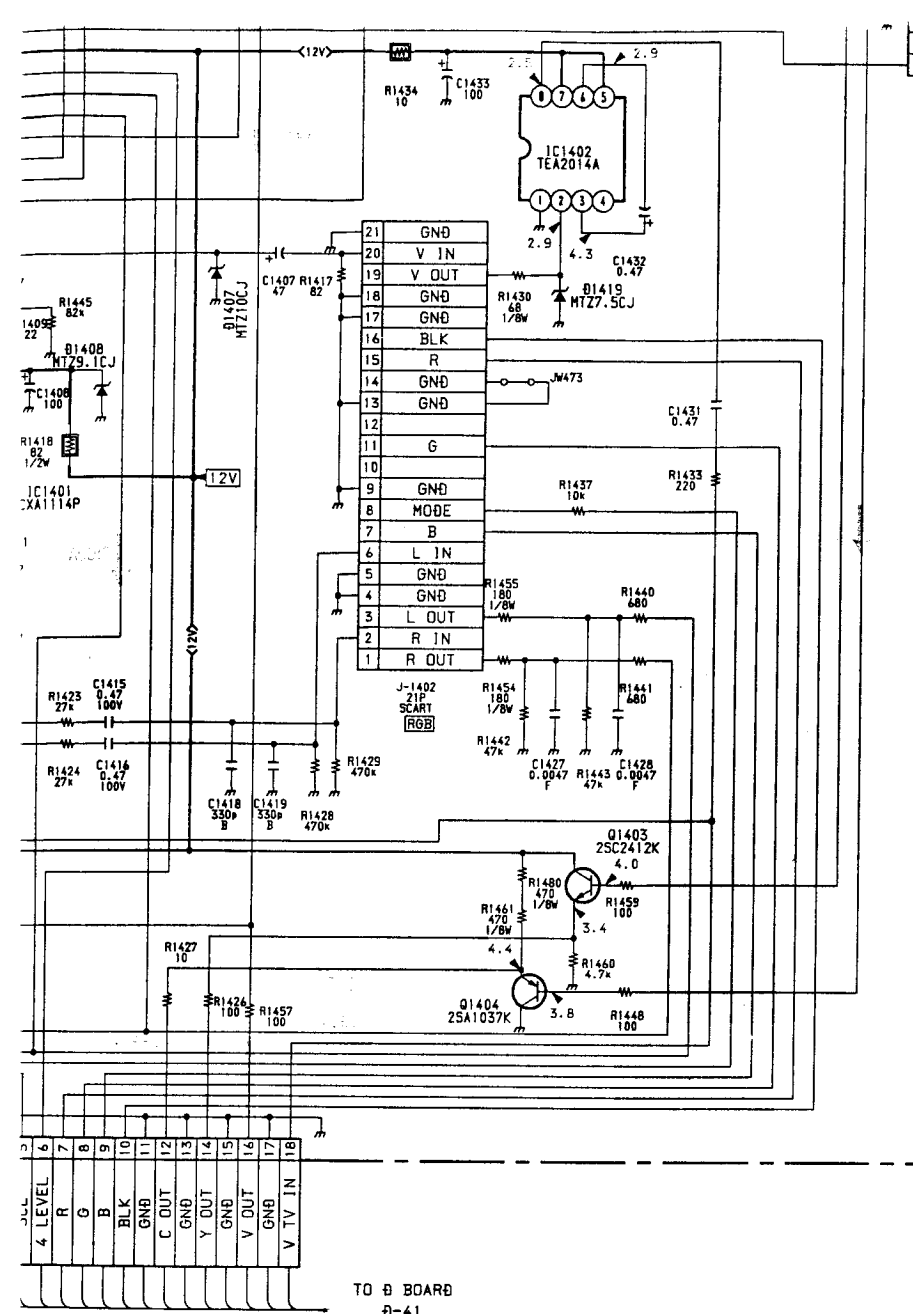 <12V>
R1434
10
C1433
100
2.5
2.9
8 7 6 5
IC1402
TEA2014A
1 2 3 4
2.9
4.3
C1432
0.47
21 GND
20 V IN
19 V OUT
18 GND
17 GND
16 BLK
15 R
14 GND
13 GND
12
11 G
10
9 GND
8 MODE
7 B
6 L IN
5 GND
4 GND
3 L OUT
2 R IN
1 R OUT
J-1402
21P
SCART
RGB
D1407
MTZ10CJ
C1407
47
R1417
82
R1430
68
1/8W
D1419
MTZ7.5CJ
R1445
82k
1409
22
D1408
MTZ9.1CJ
C1408
100
R1418
82
1/2W
12V
IC1401
CXA1114P
JW473
C1431
0.47
R1433
220
R1437
10k
<12V>
R1455
180
1/8W
R1440
680
R1454
180
1/8W
R1441
680
R1442
47k
C1427
0.0047
F
R1443
47k
C1428
0.0047
F
R1423
27k
C1415
0.47
100V
R1424
27k
C1416
0.47
100V
C1418
330p
B
C1419
330p
B
R1428
470k
R1429
470k
Q1403
2SC2412K
4.0
R1480
470
1/8W
R1459
100
R1461
470
1/8W
3.4
4.4
R1460
4.7k
Q1404
2SA1037K
3.8
R1448
100
R1427
10
R1426
100
R1457
100
6 4 LEVEL
7 R
8 G
9 B
10 BLK
11 GND
12 C OUT
13 GND
14 Y OUT
15 GND
16 V OUT
17 GND
18 V TV IN
TO D BOARD
D-41